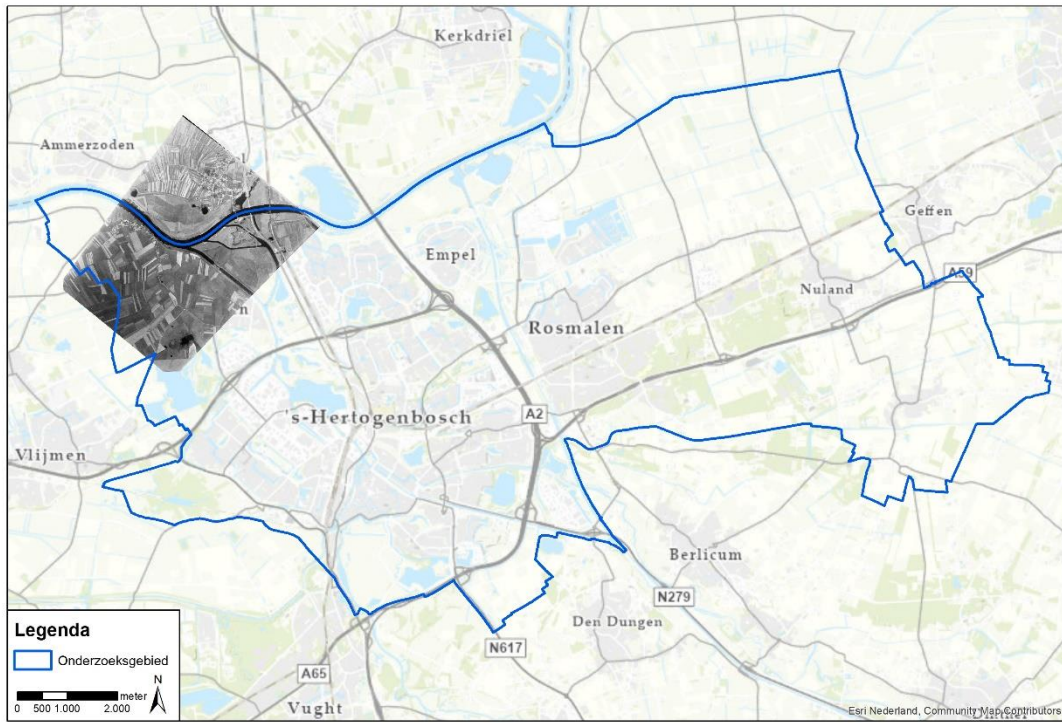 Kerkdriel
Ammerzoden
el
Geffen
Empel
A59
Nuland
n
Rosmalen
's-Hertogenbosch
A2
Vlijmen
Berlicum
N279
Den Dungen
N617
A65
Vught
Legenda
Onderzoeksgebied
meter
0 500 1.000 2.000
N
Esri Nederland, Community Map Contributors